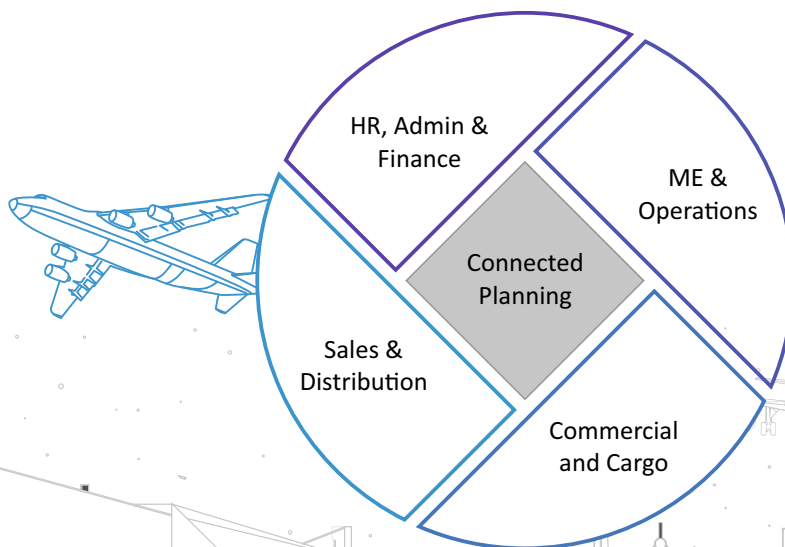 HR, Admin &
Finance
ME &
Operations
Connected
Planning
Sales &
Distribution
Commercial
and Cargo